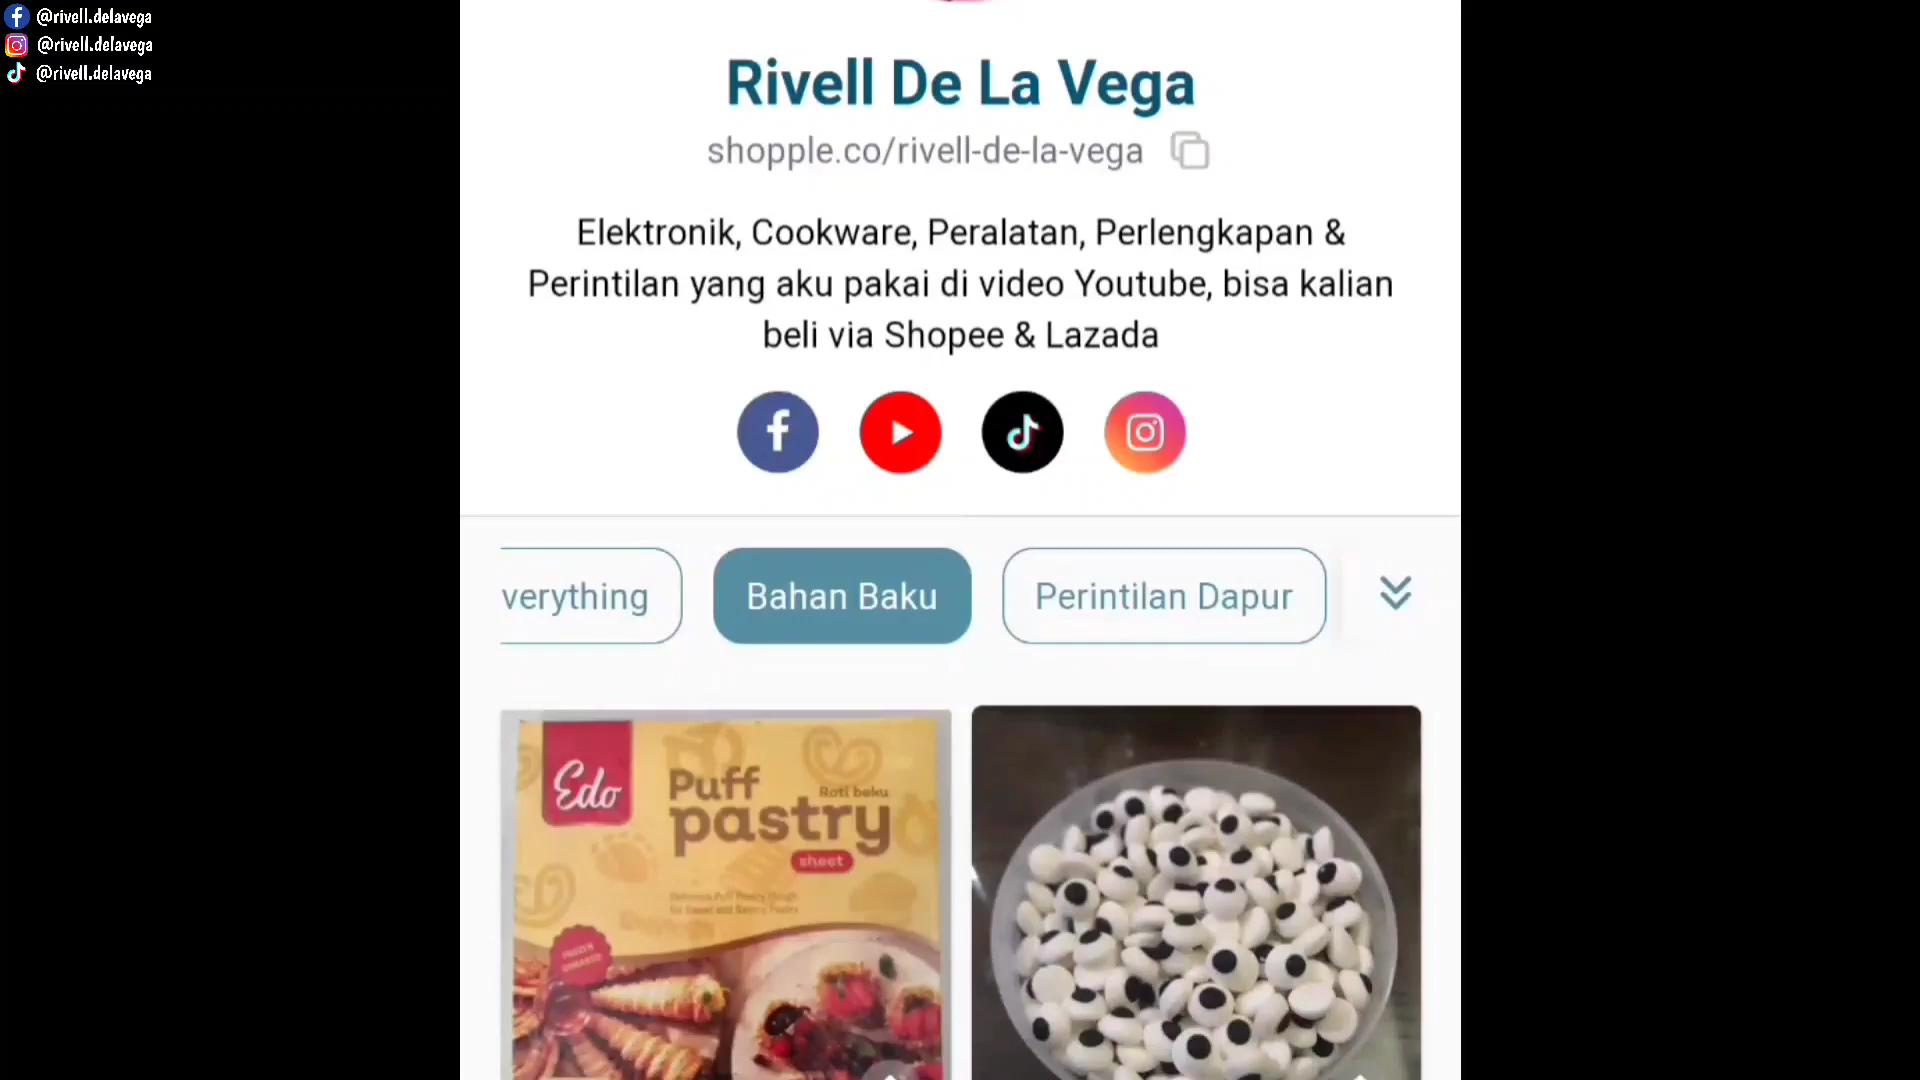 @rivell.delavega
@rivell.delavega
@rivell.delavega
Rivell De La Vega
shopple.co/rivell-de-la-vega
Elektronik, Cookware, Peralatan, Perlengkapan &
Perintilan yang aku pakai di video Youtube, bisa kalian
beli via Shopee & Lazada
verything
Bahan Baku
Perintilan Dapur
Edo
Puff
Roti beku
pastry
sheet